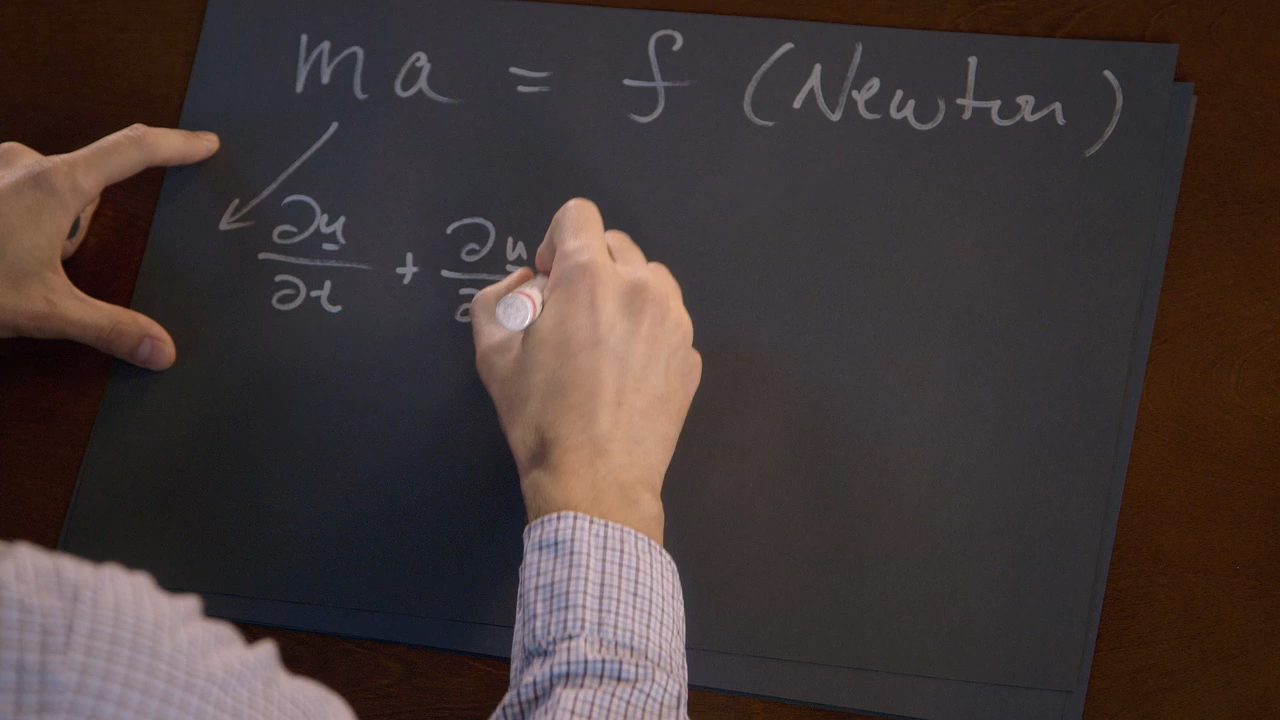 ma = f (Newton)
∂u/∂t + ∂u/∂